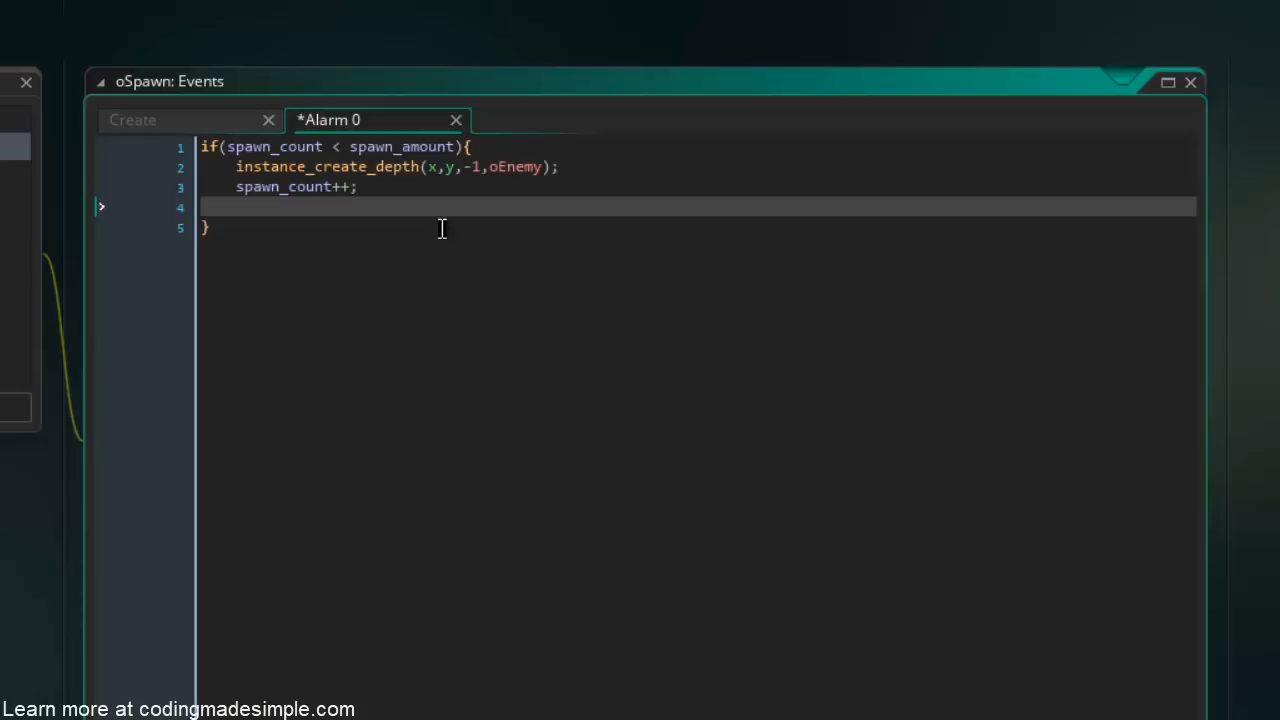 oSpawn: Events
Create
*Alarm 0
1 if(spawn_count < spawn_amount){
2 instance_create_depth(x,y,-1,oEnemy);
3 spawn_count++;
4
5 }
Learn more at codingmadesimple.com